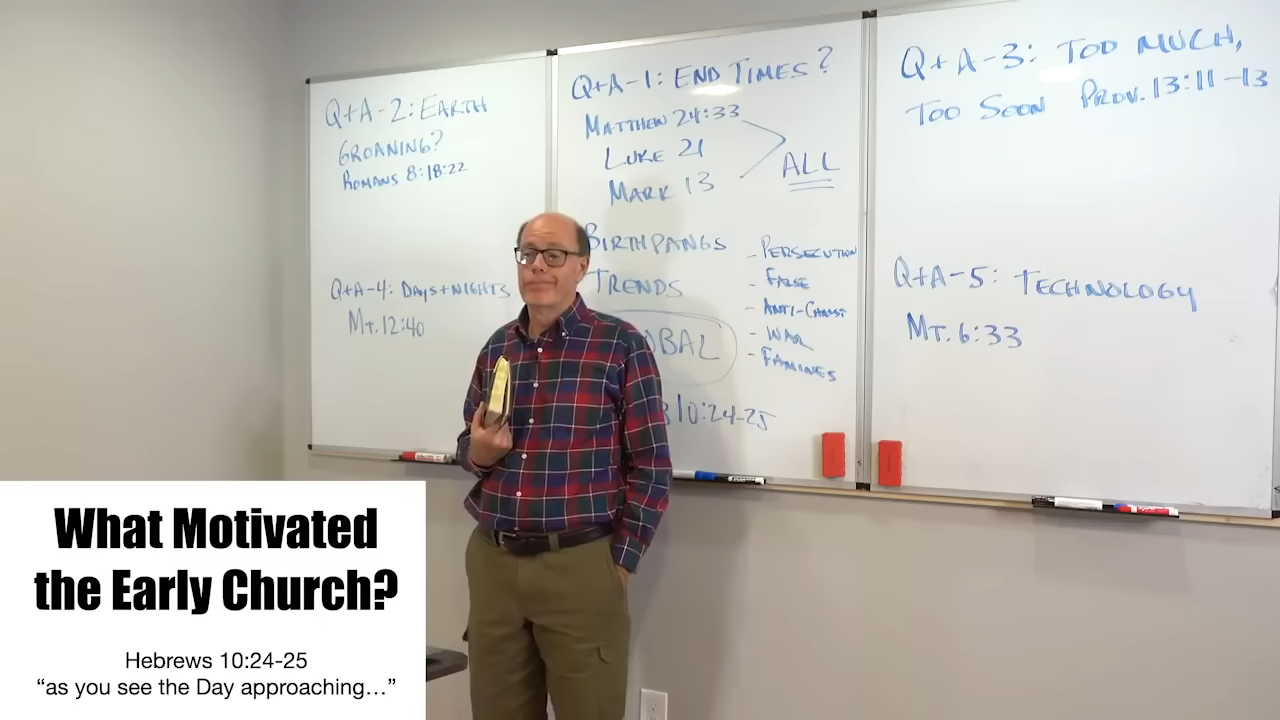 Q+A-2: EARTH
GROANING?
ROMANS 8:18:22
Q+A-4: DAYS+NIGHTS
MT. 12:40
Q+A-1: END TIMES?
MATTHEW 24:33
LUKE 21
MARK 13
ALL
BIRTHPANGS
TRENDS
OBAL
10:24-25
- PERSECUTION
- FALSE
- ANTI-CHRIST
- WAR
- FAMINES
Q+A-3: TOO MUCH,
TOO SOON PROV. 13:11-13
Q+A-5: TECHNOLOGY
MT. 6:33
What Motivated
the Early Church?
Hebrews 10:24-25
“as you see the Day approaching…”